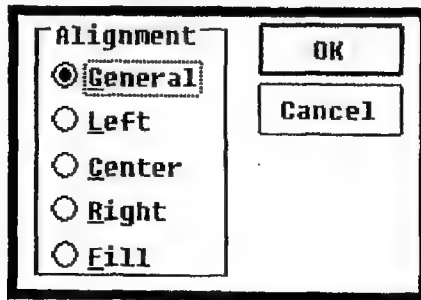 Alignment
General
Left
Center
Right
Fill
OK
Cancel